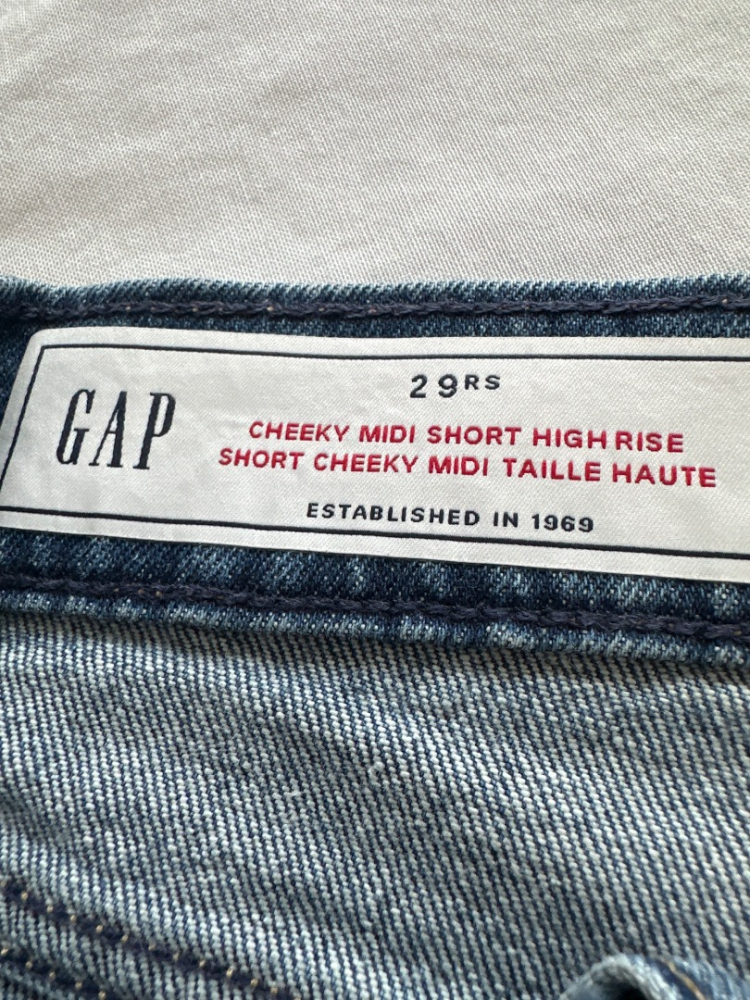 GAP
29RS
CHEEKY MIDI SHORT HIGH RISE
SHORT CHEEKY MIDI TAILLE HAUTE
ESTABLISHED IN 1969